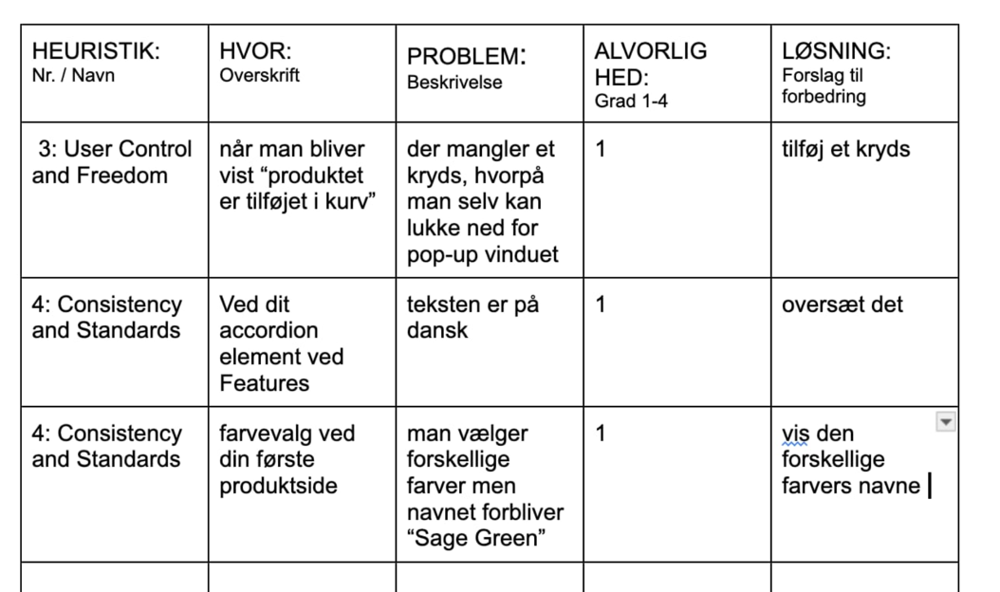 HEURISTIK:
Nr. / Navn
HVOR:
Overskrift
PROBLEM:
Beskrivelse
ALVORLIG
HED:
Grad 1-4
LØSNING:
Forslag til
forbedring
3: User Control
and Freedom
når man bliver
vist “produktet
er tilføjet i kurv”
der mangler et
kryds, hvorpå
man selv kan
lukke ned for
pop-up vinduet
1
tilføj et kryds
4: Consistency
and Standards
Ved dit
accordion
element ved
Features
teksten er på
dansk
1
oversæt det
4: Consistency
and Standards
farvevalg ved
din første
produktside
man vælger
forskellige
farver men
navnet forbliver
“Sage Green”
1
vis den
forskellige
farvers navne